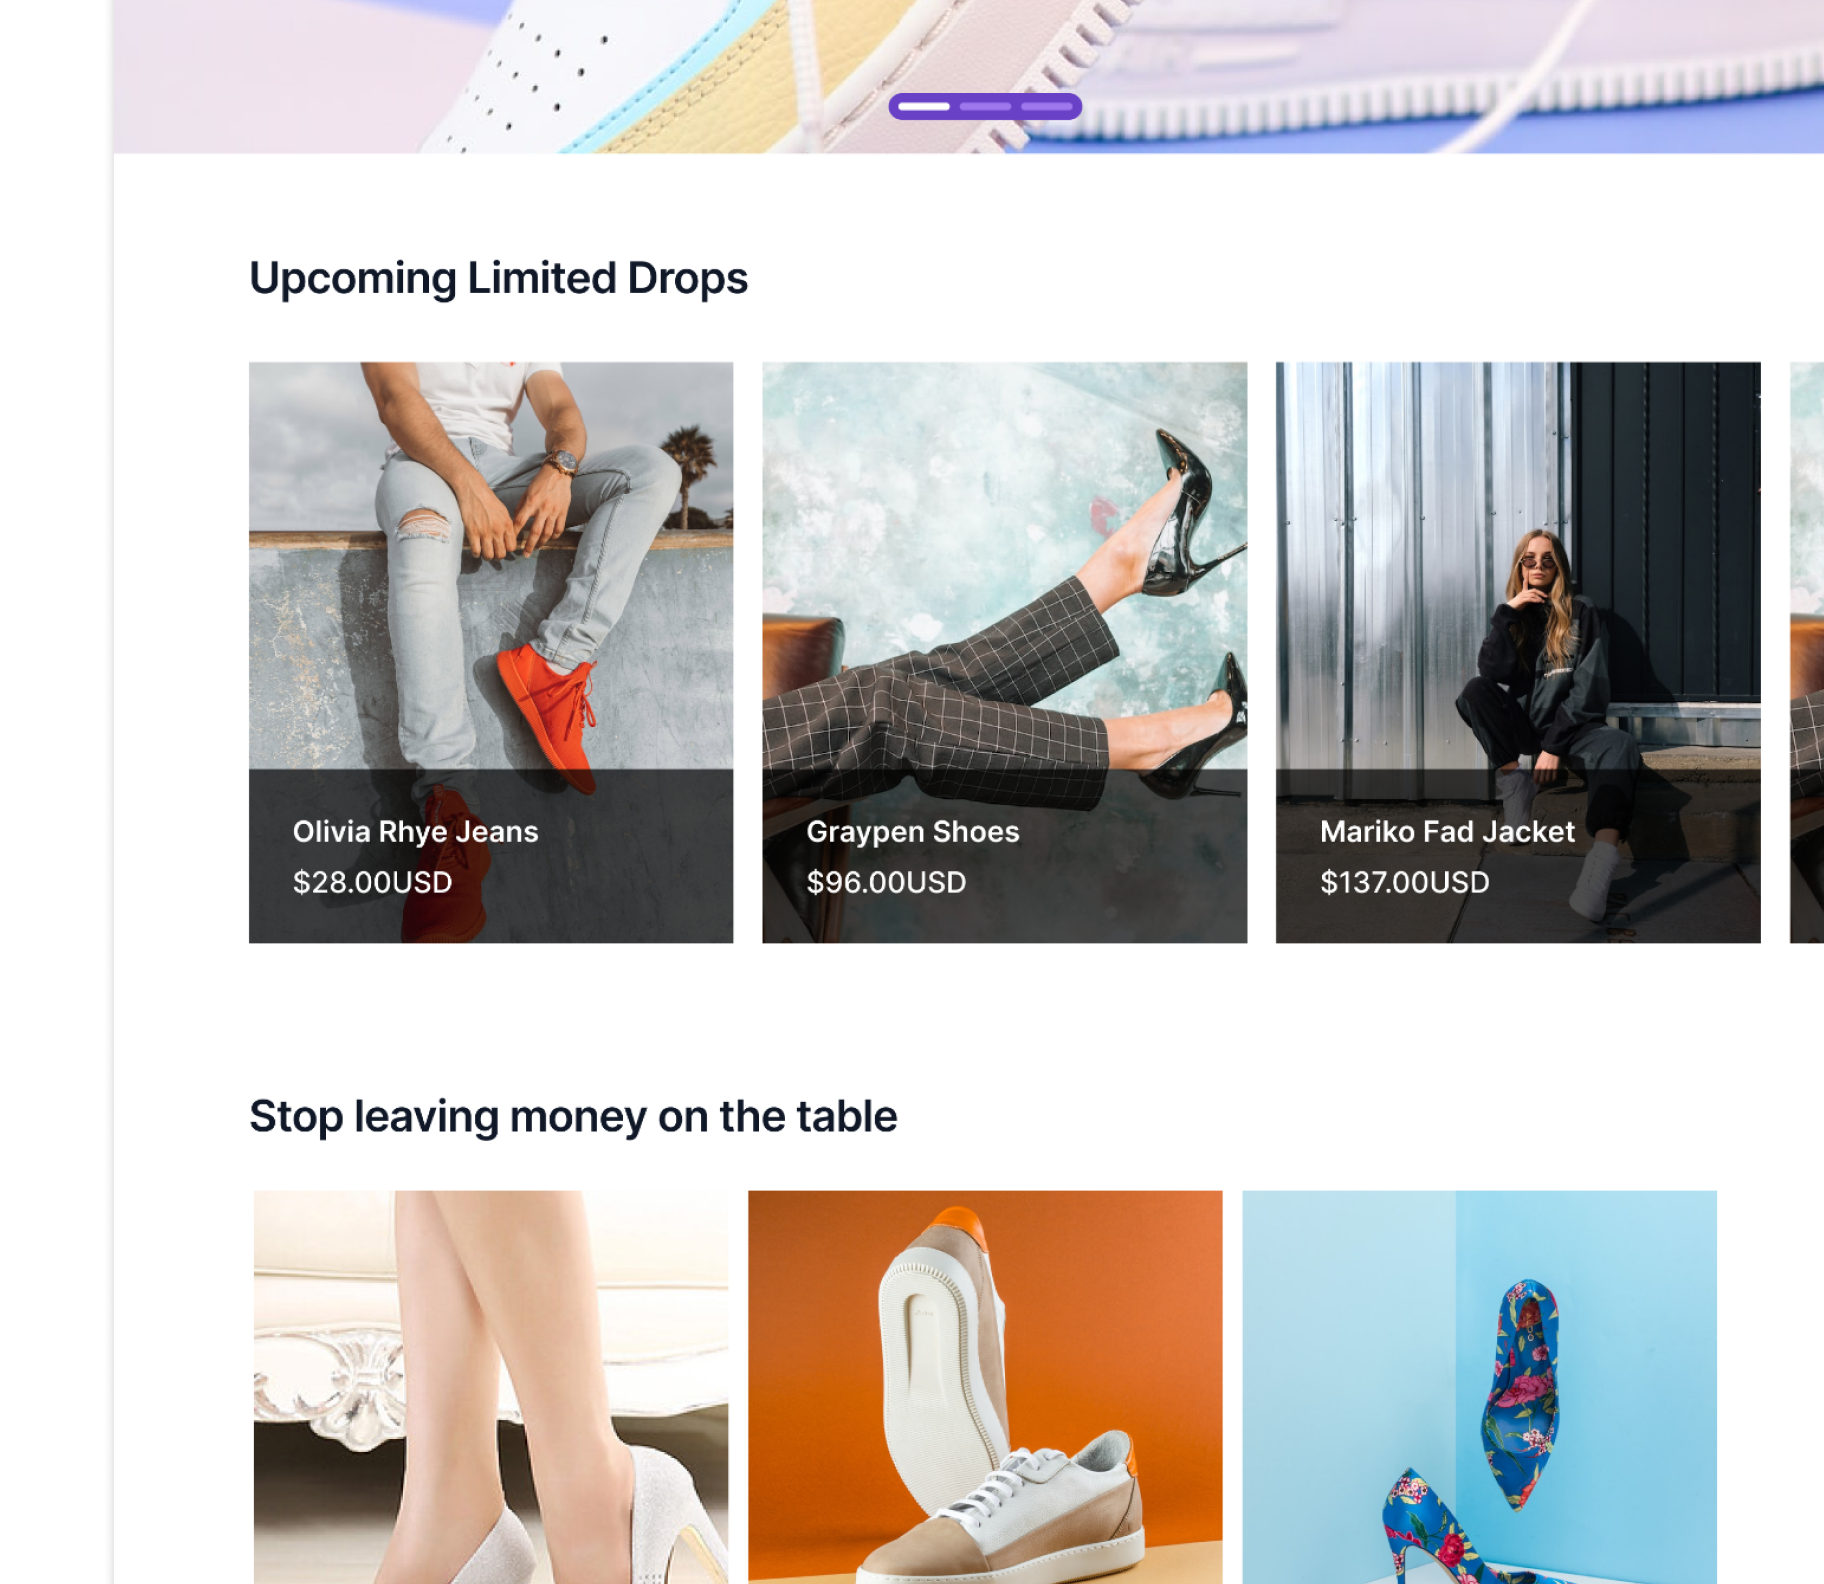 Upcoming Limited Drops
Olivia Rhye Jeans
$28.00USD
Graypen Shoes
$96.00USD
Mariko Fad Jacket
$137.00USD
Stop leaving money on the table